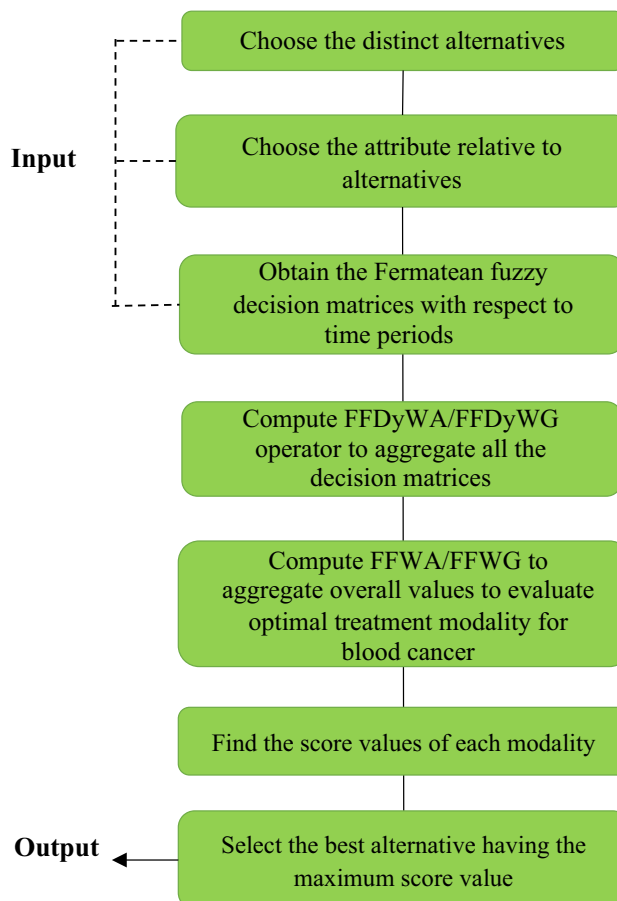 Choose the distinct alternatives
Input
Choose the attribute relative to
alternatives
Obtain the Fermatean fuzzy
decision matrices with respect to
time periods
Compute FFDyWA/FFDyWG
operator to aggregate all the
decision matrices
Compute FFWA/FFWG to
aggregate overall values to evaluate
optimal treatment modality for
blood cancer
Find the score values of each modality
Output
Select the best alternative having the
maximum score value